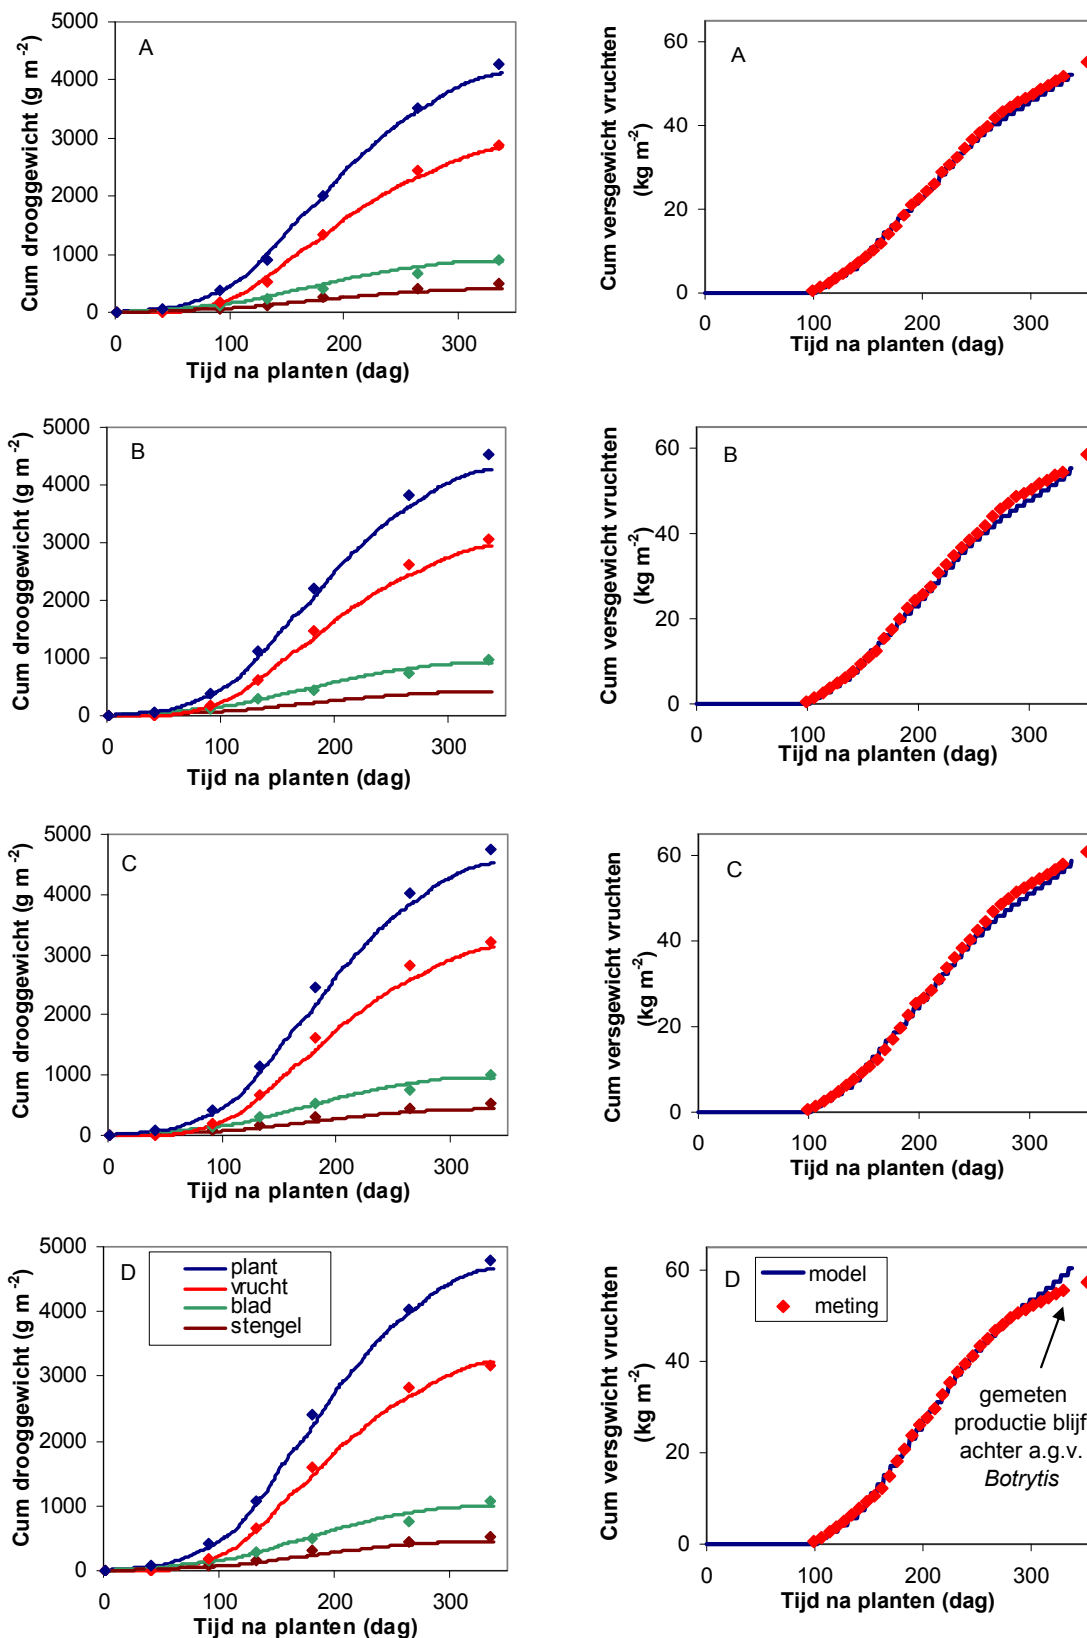 A
Cum drooggewicht (g m -2)
5000
4000
3000
2000
1000
0
0 100 200 300
Tijd na planten (dag)
A
Cum versgewicht vruchten
(kg m-2)
60
40
20
0
0 100 200 300
Tijd na planten (dag)
B
Cum drooggewicht (g m -2)
5000
4000
3000
2000
1000
0
0 100 200 300
Tijd na planten (dag)
B
Cum versgewicht vruchten
(kg m-2)
60
40
20
0
0 100 200 300
Tijd na planten (dag)
C
Cum drooggewicht (g m -2)
5000
4000
3000
2000
1000
0
0 100 200 300
Tijd na planten (dag)
C
Cum versgewicht vruchten
(kg m-2)
60
40
20
0
0 100 200 300
Tijd na planten (dag)
D
Cum drooggewicht (g m -2)
5000
4000
3000
2000
1000
0
plant
vrucht
blad
stengel
0 100 200 300
Tijd na planten (dag)
D
Cum versgwicht vruchten
(kg m-2)
60
40
20
0
model
meting
gemeten
productie blijf
achter a.g.v.
Botrytis
0 100 200 300
Tijd na planten (dag)